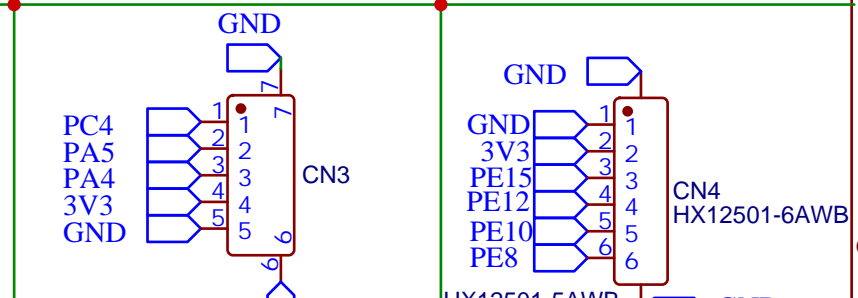 GND
7
PC4 1 1 7
PA5 2 2
PA4 3 3
3V3 4 4
GND 5 5 6
6
CN3
GND
GND 1 1
3V3 2 2
PE15 3 3
PE12 4 4
PE10 5 5
PE8 6 6
CN4
HX12501-6AWB
HX12501-5AWB
GND